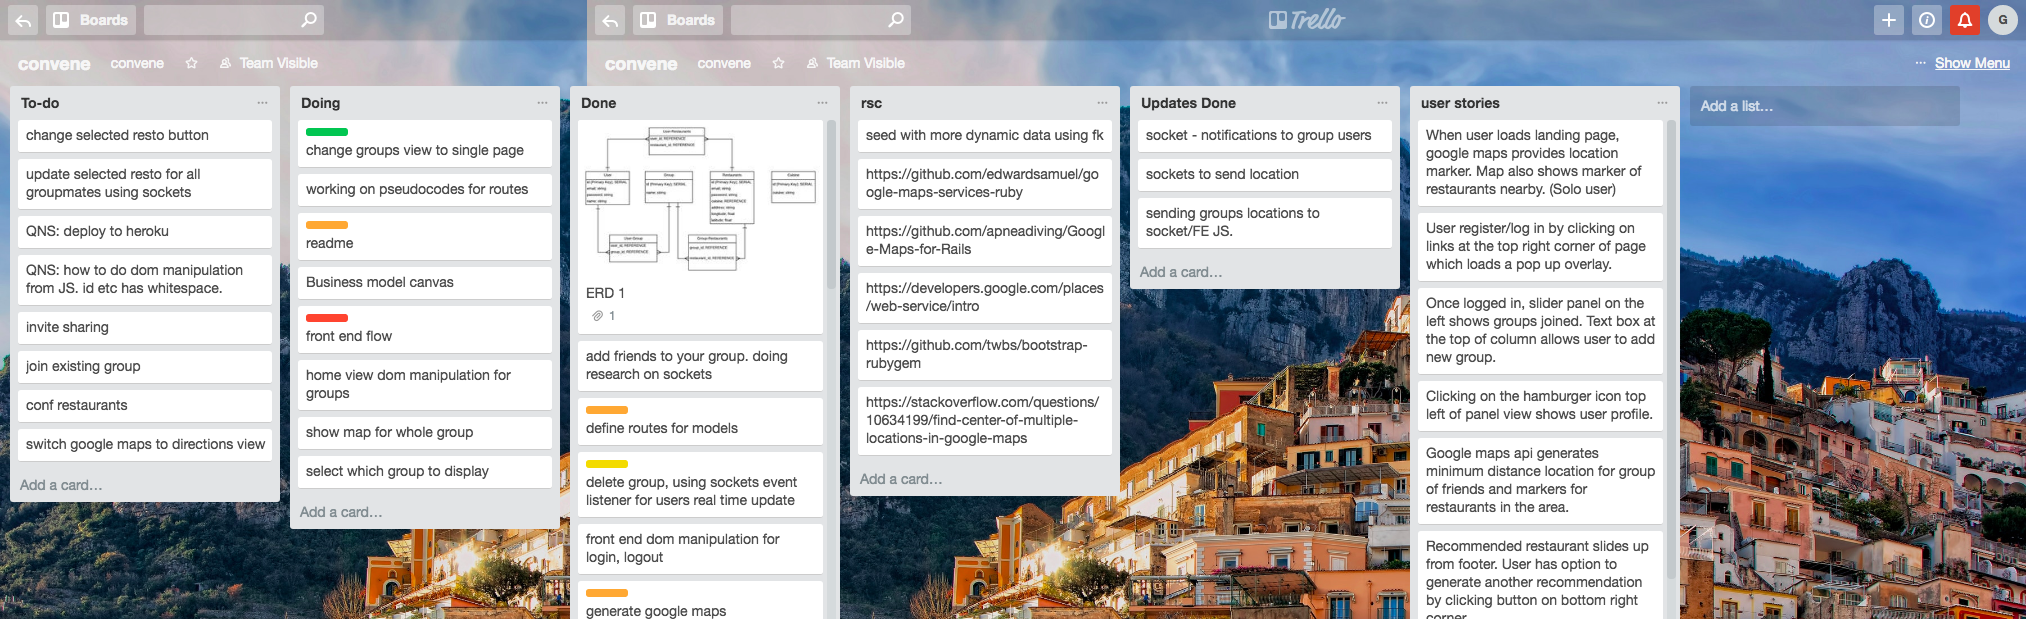 Boards
Boards
Trello
G
convene
convene
Team Visible
convene
convene
Team Visible
Show Menu
To-do
change selected resto button
update selected resto for all
groupmates using sockets
QNS: deploy to heroku
QNS: how to do dom manipulation
from JS. id etc has whitespace.
invite sharing
join existing group
conf restaurants
switch google maps to directions view
Add a card...
Doing
change groups view to single page
working on pseudocodes for routes
readme
Business model canvas
front end flow
home view dom manipulation for
groups
show map for whole group
select which group to display
Add a card...
Done
ERD 1
1
add friends to your group. doing
research on sockets
define routes for models
delete group, using sockets event
listener for users real time update
front end dom manipulation for
login, logout
generate google maps
rsc
seed with more dynamic data using fk
https://github.com/edwardsamuel/go
ogle-maps-services-ruby
https://github.com/apneadiving/Googl
e-Maps-for-Rails
https://developers.google.com/places
/web-service/intro
https://github.com/twbs/bootstrap-
rubygem
https://stackoverflow.com/questions/
10634199/find-center-of-multiple-
locations-in-google-maps
Add a card...
Updates Done
socket - notifications to group users
sockets to send location
sending groups locations to
socket/FE JS.
Add a card...
user stories
When user loads landing page,
google maps provides location
marker. Map also shows marker of
restaurants nearby. (Solo user)
User register/log in by clicking on
links at the top right corner of page
which loads a pop up overlay.
Once logged in, slider panel on the
left shows groups joined. Text box at
the top of column allows user to add
new group.
Clicking on the hamburger icon top
left of panel view shows user profile.
Google maps api generates
minimum distance location for group
of friends and markers for
restaurants in the area.
Recommended restaurant slides up
from footer. User has option to
generate another recommendation
by clicking button on bottom right
corner
Add a list...